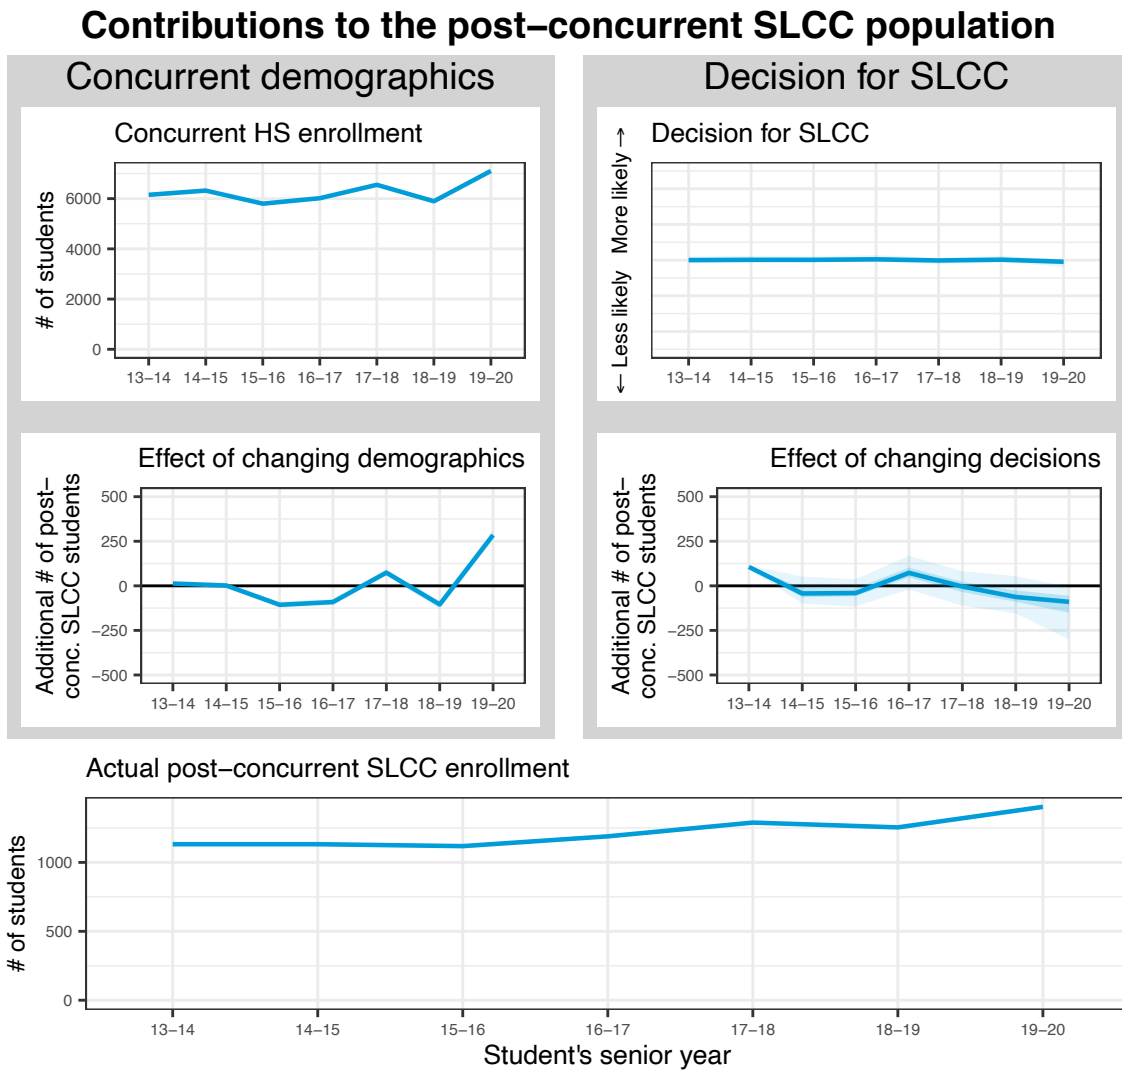 Contributions to the post–concurrent SLCC population
Concurrent demographics
Concurrent HS enrollment
# of students
6000
4000
2000
0
13–14 14–15 15–16 16–17 17–18 18–19 19–20
Effect of changing demographics
Additional # of post–
conc. SLCC students
500
250
0
−250
−500
13–14 14–15 15–16 16–17 17–18 18–19 19–20
Decision for SLCC
Decision for SLCC
← Less likely More likely →
13–14 14–15 15–16 16–17 17–18 18–19 19–20
Effect of changing decisions
Additional # of post–
conc. SLCC students
500
250
0
−250
−500
13–14 14–15 15–16 16–17 17–18 18–19 19–20
Actual post–concurrent SLCC enrollment
# of students
1000
500
0
13–14 14–15 15–16 16–17 17–18 18–19 19–20
Student's senior year